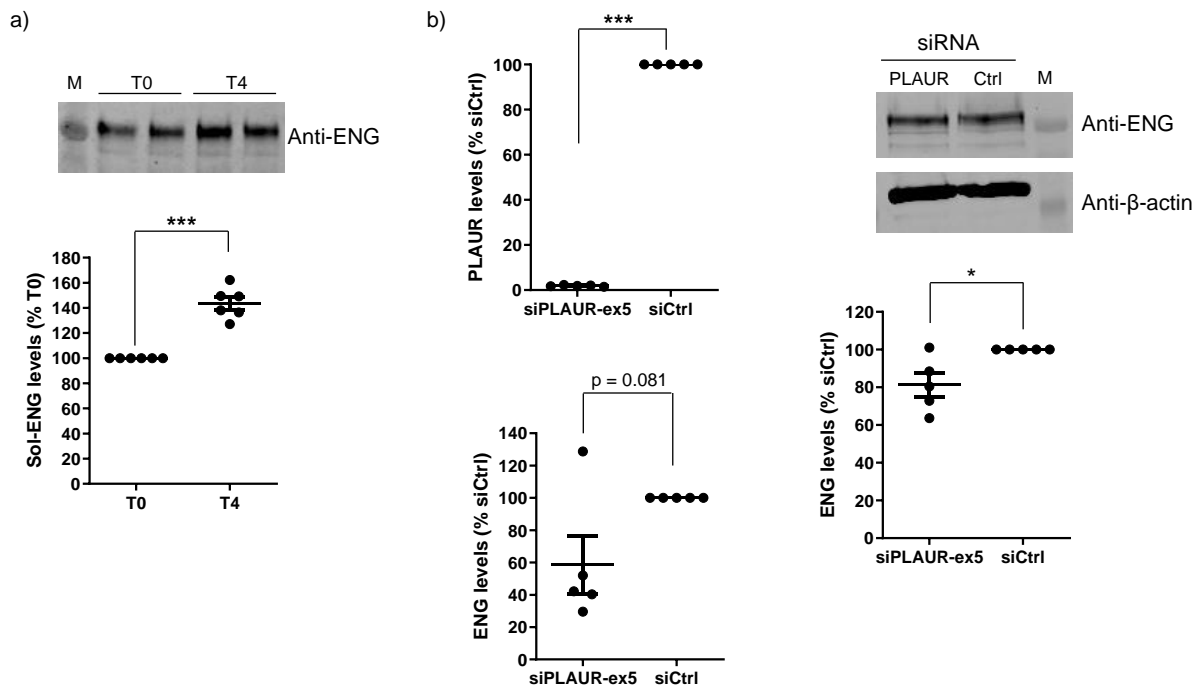 a)
M T0 T4
Anti-ENG
***
Sol-ENG levels (% T0)
180
160
140
120
100
80
60
40
20
0
T0 T4
b)
***
PLAUR levels (% siCtrl)
100
80
60
40
20
0
siPLAUR-ex5 siCtrl
p = 0.081
ENG levels (% siCtrl)
140
120
100
80
60
40
20
0
siPLAUR-ex5 siCtrl
siRNA
PLAUR Ctrl M
Anti-ENG
Anti-β-actin
*
ENG levels (% siCtrl)
120
100
80
60
40
20
0
siPLAUR-ex5 siCtrl